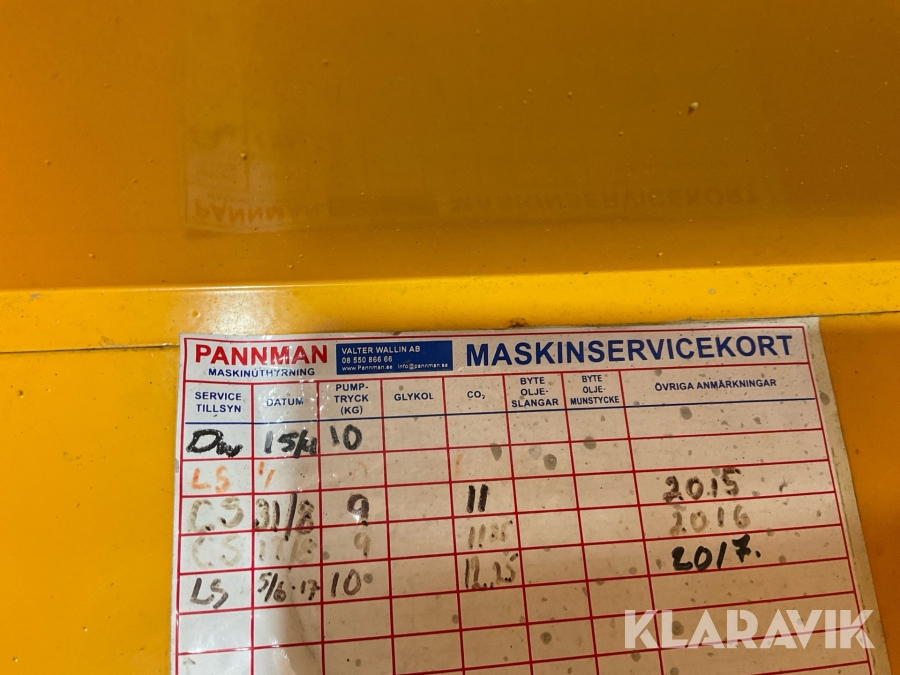 PANNMAN
MASKINUTHYRNING
VALTER WALLIN AB
08 550 866 66
www.Pannman.se info@pannman.se
MASKINSERVICEKORT
SERVICE TILLSYN DATUM PUMP-TRYCK (KG) GLYKOL CO₂ BYTE OLJE-SLANGAR BYTE OLJE-MUNSTYCKE ÖVRIGA ANMÄRKNINGAR
15/4 10
LS
CS 31/8 9 11 2015
CS 9 2016
LS 5/6-17 10 12,25 2017.
KLARAVIK